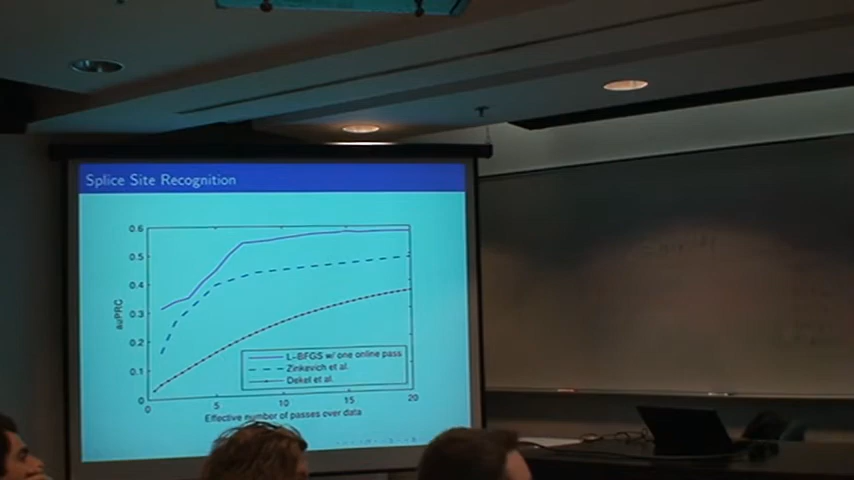 Splice Site Recognition
0.6
0.5
0.4
0.3
0.2
0.1
0
auPRC
0 5 10 15 20
L-BFGS w/ one online pass
Zinkevich et al.
Dekel et al.
Effective number of passes over data